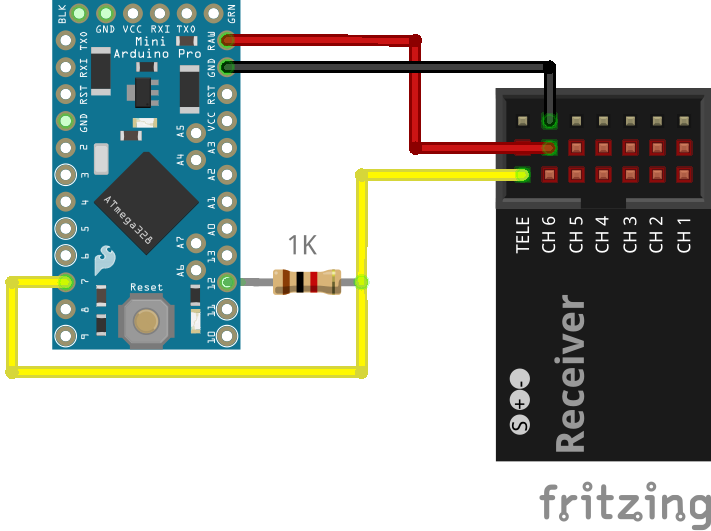 BLK
GND VCC RXI TXO
GRN
Mini
Arduino Pro
TXO
RXI
RST
GND
2
3
4
5
6
7
8
9
RAW
GND
RST
VCC
A3
A2
A1
A0
13
12
11
10
A5
A4
A7
A6
ATmega328
Reset
1K
TELE
CH 6
CH 5
CH 4
CH 3
CH 2
CH 1
S + -
Receiver
fritzing